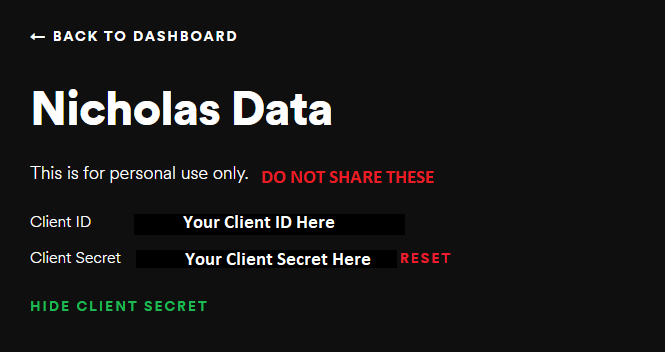 ← BACK TO DASHBOARD
Nicholas Data
This is for personal use only. DO NOT SHARE THESE
Client ID Your Client ID Here
Client Secret Your Client Secret Here RESET
HIDE CLIENT SECRET